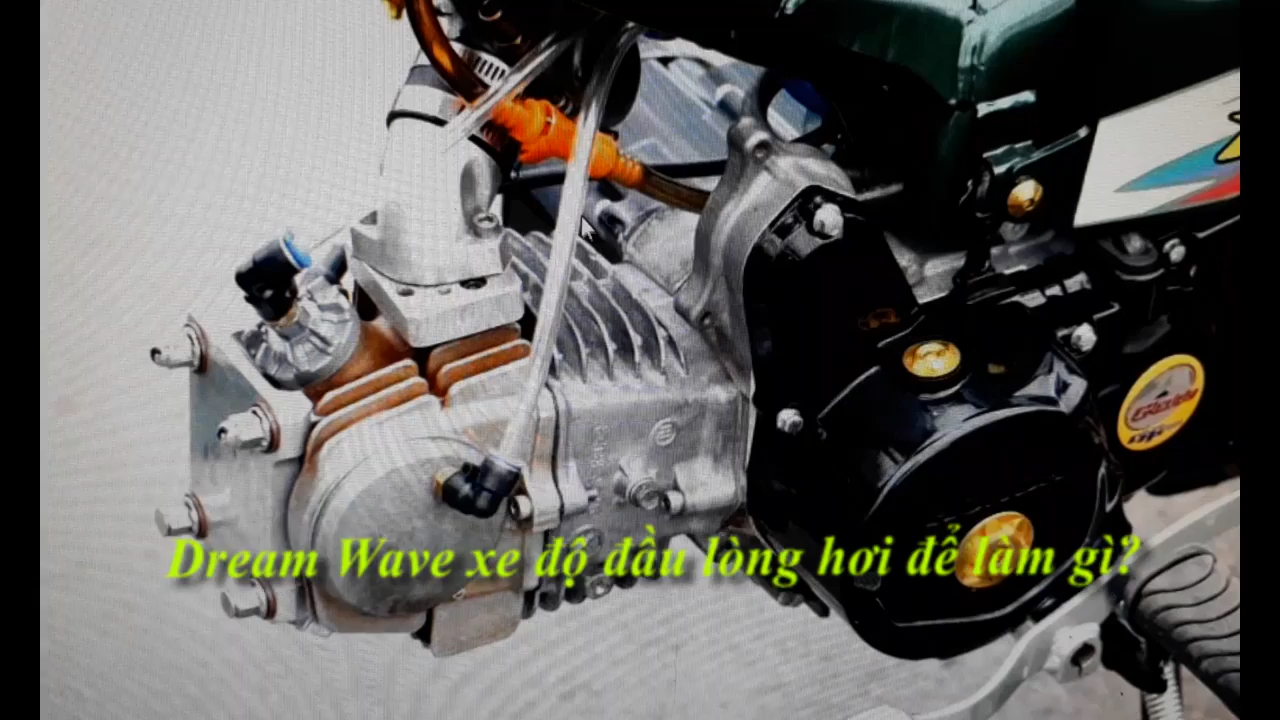 Dream Wave xe độ đầu lòng hơi để làm gì?